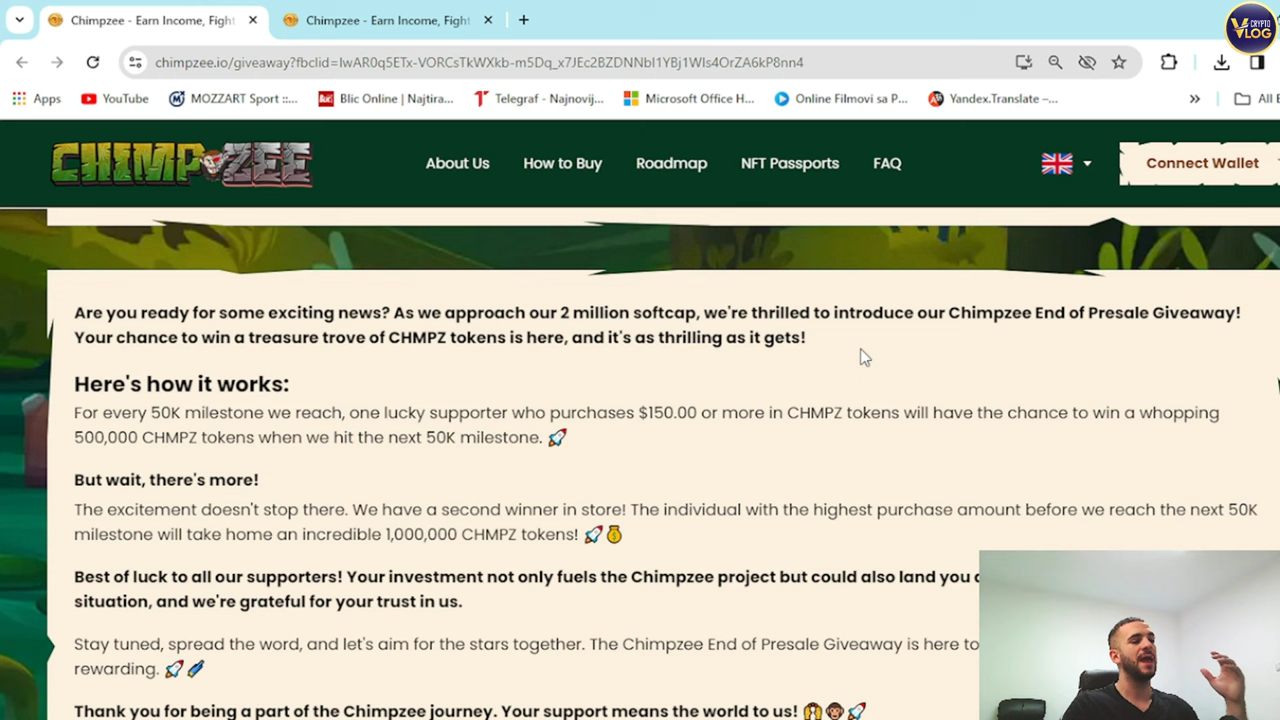 Chimpzee - Earn Income, Fight
Chimpzee - Earn Income, Fight
CRYPTO
VLOG
chimpzee.io/giveaway?fbclid=IwAR0q5ETx-VORCsTkWXkb-m5Dq_x7JEc2BZDNNbI1YBj1WIs4OrZA6kP8nn4
Apps
YouTube
MOZZART Sport ::...
Blic Online | Najtira...
Telegraf - Najnovij...
Microsoft Office H...
Online Filmovi sa P...
Yandex.Translate –...
All
CHIMPZEE
About Us
How to Buy
Roadmap
NFT Passports
FAQ
Connect Wallet
Are you ready for some exciting news? As we approach our 2 million softcap, we're thrilled to introduce our Chimpzee End of Presale Giveaway!
Your chance to win a treasure trove of CHMPZ tokens is here, and it's as thrilling as it gets!
Here's how it works:
For every 50K milestone we reach, one lucky supporter who purchases $150.00 or more in CHMPZ tokens will have the chance to win a whopping
500,000 CHMPZ tokens when we hit the next 50K milestone. 🚀
But wait, there's more!
The excitement doesn't stop there. We have a second winner in store! The individual with the highest purchase amount before we reach the next 50K
milestone will take home an incredible 1,000,000 CHMPZ tokens! 🚀💰
Best of luck to all our supporters! Your investment not only fuels the Chimpzee project but could also land you
situation, and we're grateful for your trust in us.
Stay tuned, spread the word, and let's aim for the stars together. The Chimpzee End of Presale Giveaway is here to
rewarding. 🚀
Thank you for being a part of the Chimpzee journey. Your support means the world to us! 🙌🐵🚀